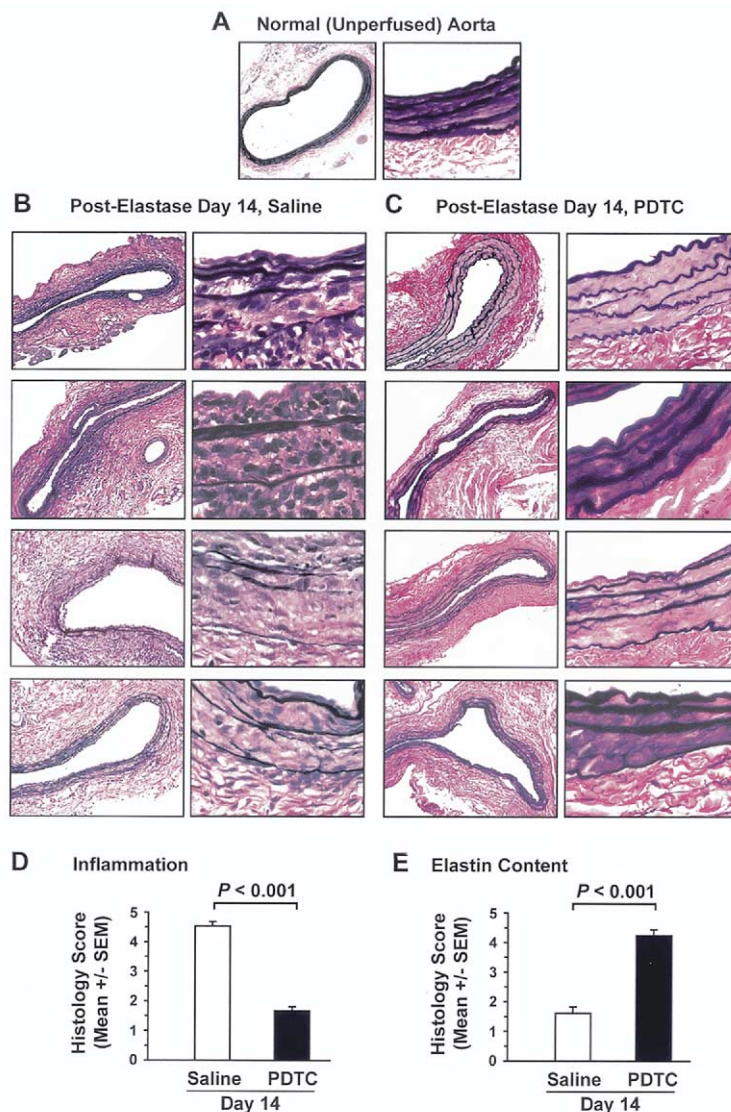 A Normal (Unperfused) Aorta
B Post-Elastase Day 14, Saline
C Post-Elastase Day 14, PDTC
D Inflammation
P < 0.001
Histology Score
(Mean +/- SEM)
5
4
3
2
1
0
Saline PDTC
Day 14
E Elastin Content
P < 0.001
Histology Score
(Mean +/- SEM)
5
4
3
2
1
0
Saline PDTC
Day 14